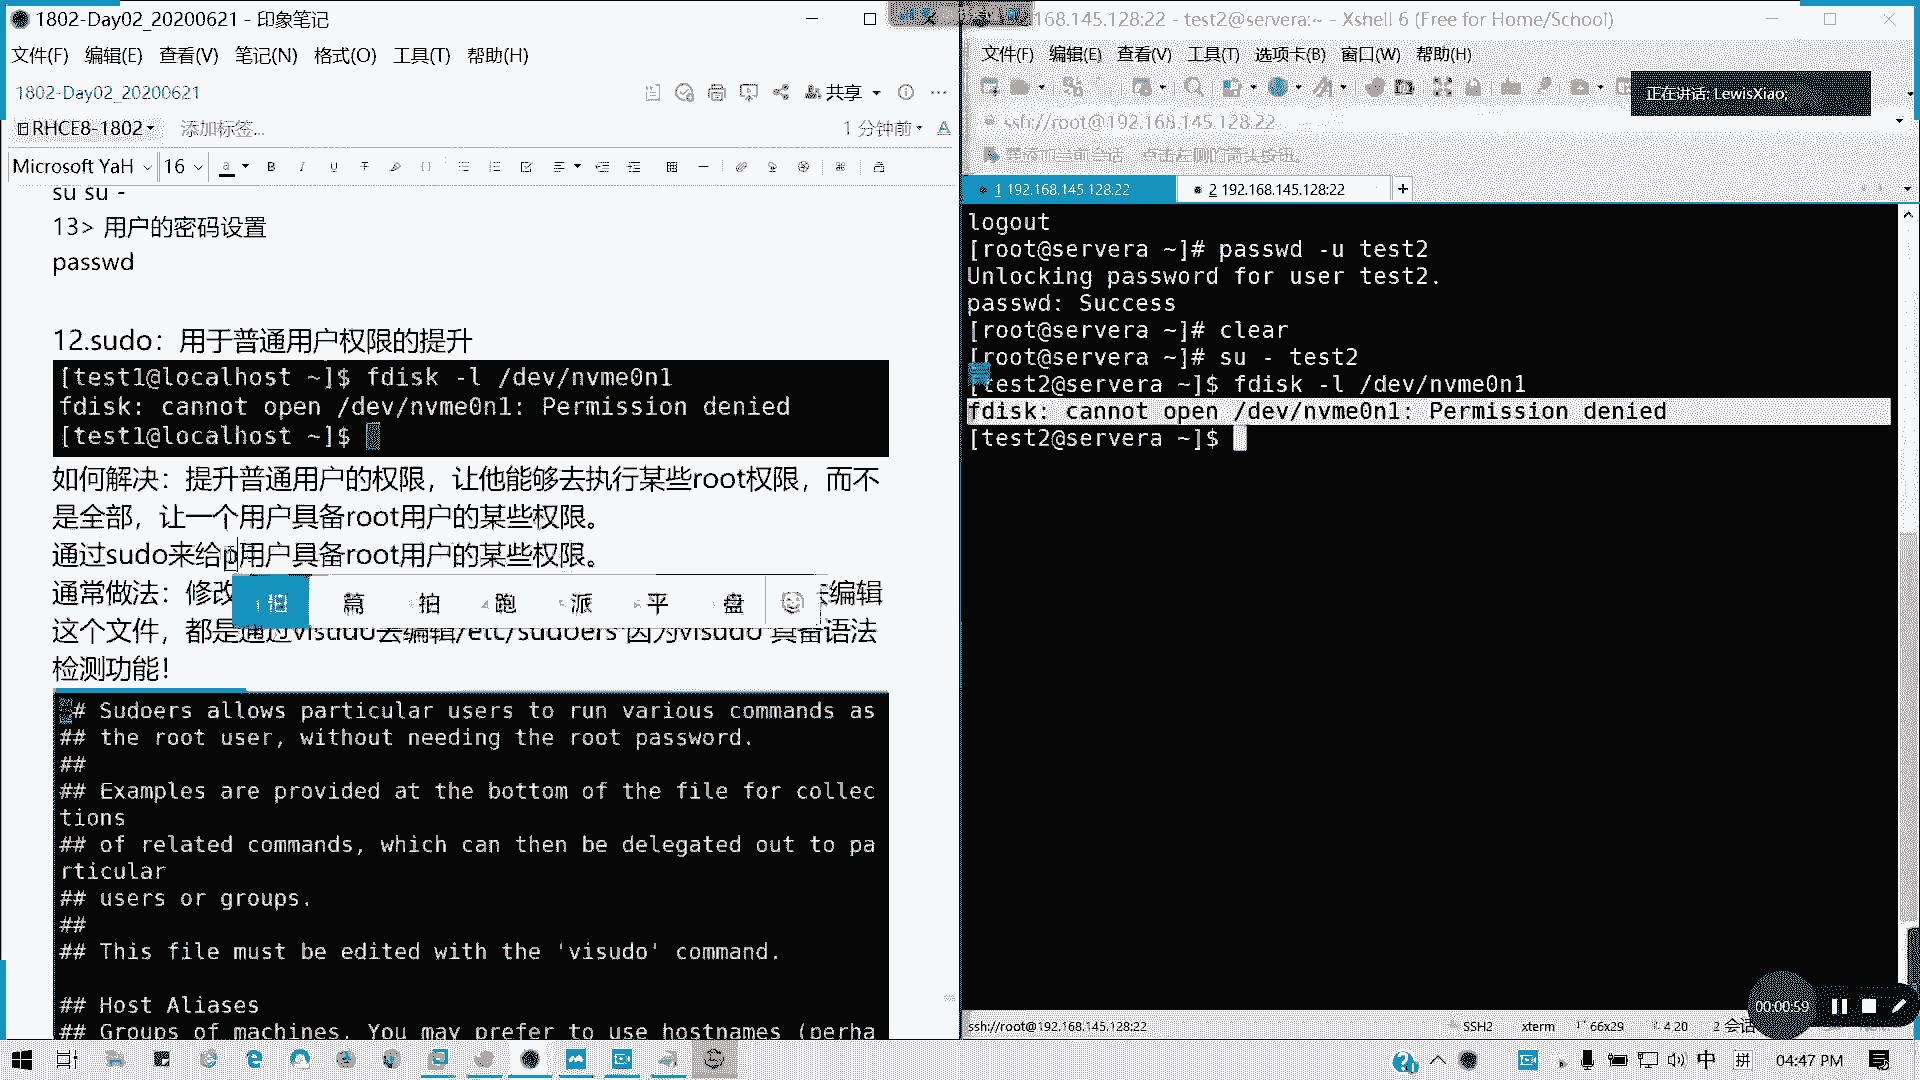 1802-Day02_20200621 - 印象笔记
文件(F) 编辑(E) 查看(V) 笔记(N) 格式(O) 工具(T) 帮助(H)
1802-Day02_20200621
共享
RHCE8-1802
添加标签...
1 分钟前
Microsoft YaH
16
su su -
13> 用户的密码设置
passwd
12.sudo：用于普通用户权限的提升
[test1@localhost ~]$ fdisk -l /dev/nvme0n1
fdisk: cannot open /dev/nvme0n1: Permission denied
[test1@localhost ~]$
如何解决：提升普通用户的权限，让他能够去执行某些root权限，而不
是全部，让一个用户具备root用户的某些权限。
通过sudo来给p用户具备root用户的某些权限。
通常做法：修改
去编辑
1 把 篇 拍 跑 派 平 盘
这个文件，都是通过visudo去编辑/etc/sudoers 因为visudo 具备语法
检测功能！
## Sudoers allows particular users to run various commands as
## the root user, without needing the root password.
##
## Examples are provided at the bottom of the file for collec
tions
## of related commands, which can then be delegated out to pa
rticular
## users or groups.
##
## This file must be edited with the 'visudo' command.
## Host Aliases
## Groups of machines. You may prefer to use hostnames (perha
168.145.128:22 - test2@servera:~ - Xshell 6 (Free for Home/School)
文件(F) 编辑(E) 查看(V) 工具(T) 选项卡(B) 窗口(W) 帮助(H)
正在讲话: LewisXiao;
ssh://root@192.168.145.128:22
要添加当前会话，点击左侧的箭头按钮。
1 192.168.145.128:22
2 192.168.145.128:22
logout
[root@servera ~]# passwd -u test2
Unlocking password for user test2.
passwd: Success
[root@servera ~]# clear
[root@servera ~]# su - test2
[test2@servera ~]$ fdisk -l /dev/nvme0n1
fdisk: cannot open /dev/nvme0n1: Permission denied
[test2@servera ~]$
00:00:59
ssh://root@192.168.145.128:22
SSH2
xterm
66x29
4,20
2 会话
中
拼
04:47 PM